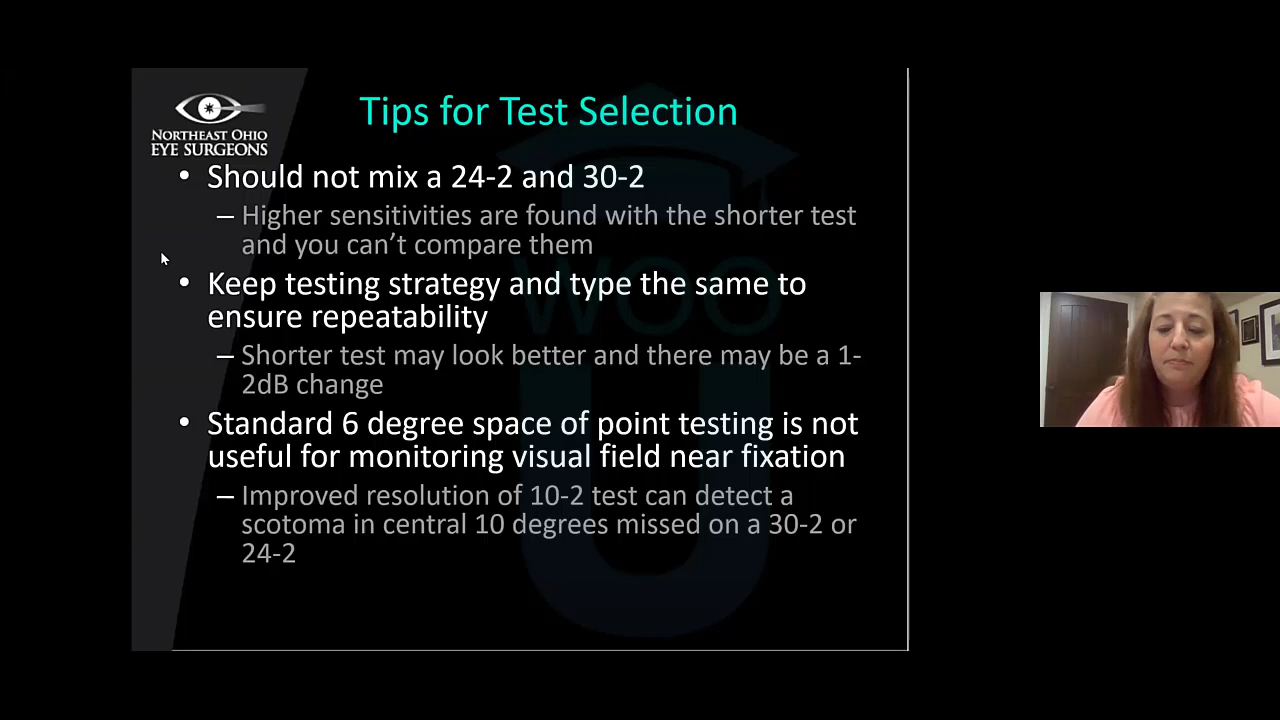 Tips for Test Selection
NORTHEAST OHIO
EYE SURGEONS
• Should not mix a 24-2 and 30-2
– Higher sensitivities are found with the shorter test
and you can’t compare them
• Keep testing strategy and type the same to
ensure repeatability
– Shorter test may look better and there may be a 1-
2dB change
• Standard 6 degree space of point testing is not
useful for monitoring visual field near fixation
– Improved resolution of 10-2 test can detect a
scotoma in central 10 degrees missed on a 30-2 or
24-2
WOO
U